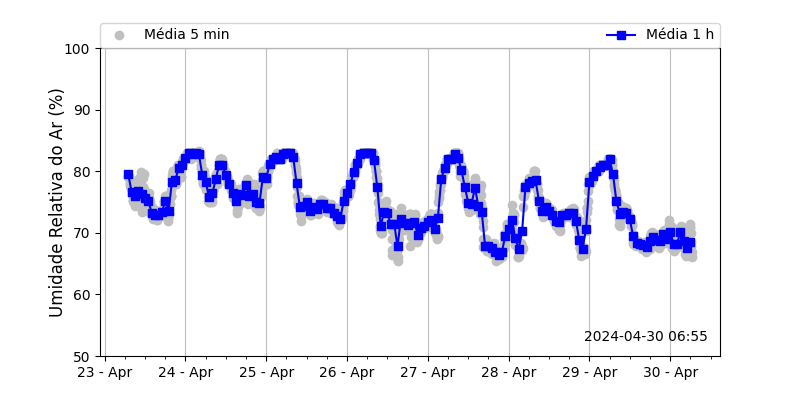 Média 5 min
Média 1 h
Umidade Relativa do Ar (%)
100
90
80
70
60
50
2024-04-30 06:55
23 - Apr
24 - Apr
25 - Apr
26 - Apr
27 - Apr
28 - Apr
29 - Apr
30 - Apr